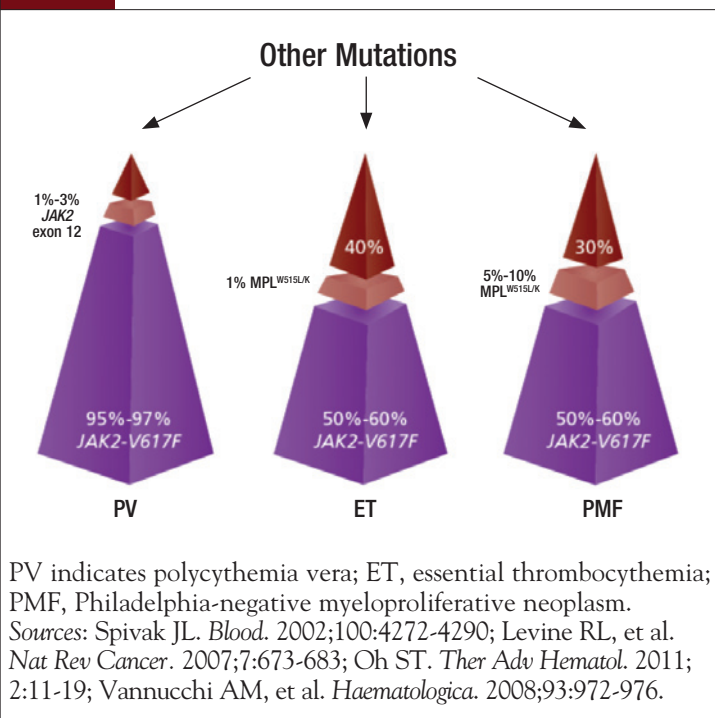 Other Mutations
1%-3%
JAK2
exon 12
40%
1% MPLW515L/K
30%
5%-10%
MPLW515L/K
95%-97%
JAK2-V617F
50%-60%
JAK2-V617F
50%-60%
JAK2-V617F
PV
ET
PMF
PV indicates polycythemia vera; ET, essential thrombocythemia;
PMF, Philadelphia-negative myeloproliferative neoplasm.
Sources: Spivak JL. Blood. 2002;100:4272-4290; Levine RL, et al.
Nat Rev Cancer. 2007;7:673-683; Oh ST. Ther Adv Hematol. 2011;
2:11-19; Vannucchi AM, et al. Haematologica. 2008;93:972-976.